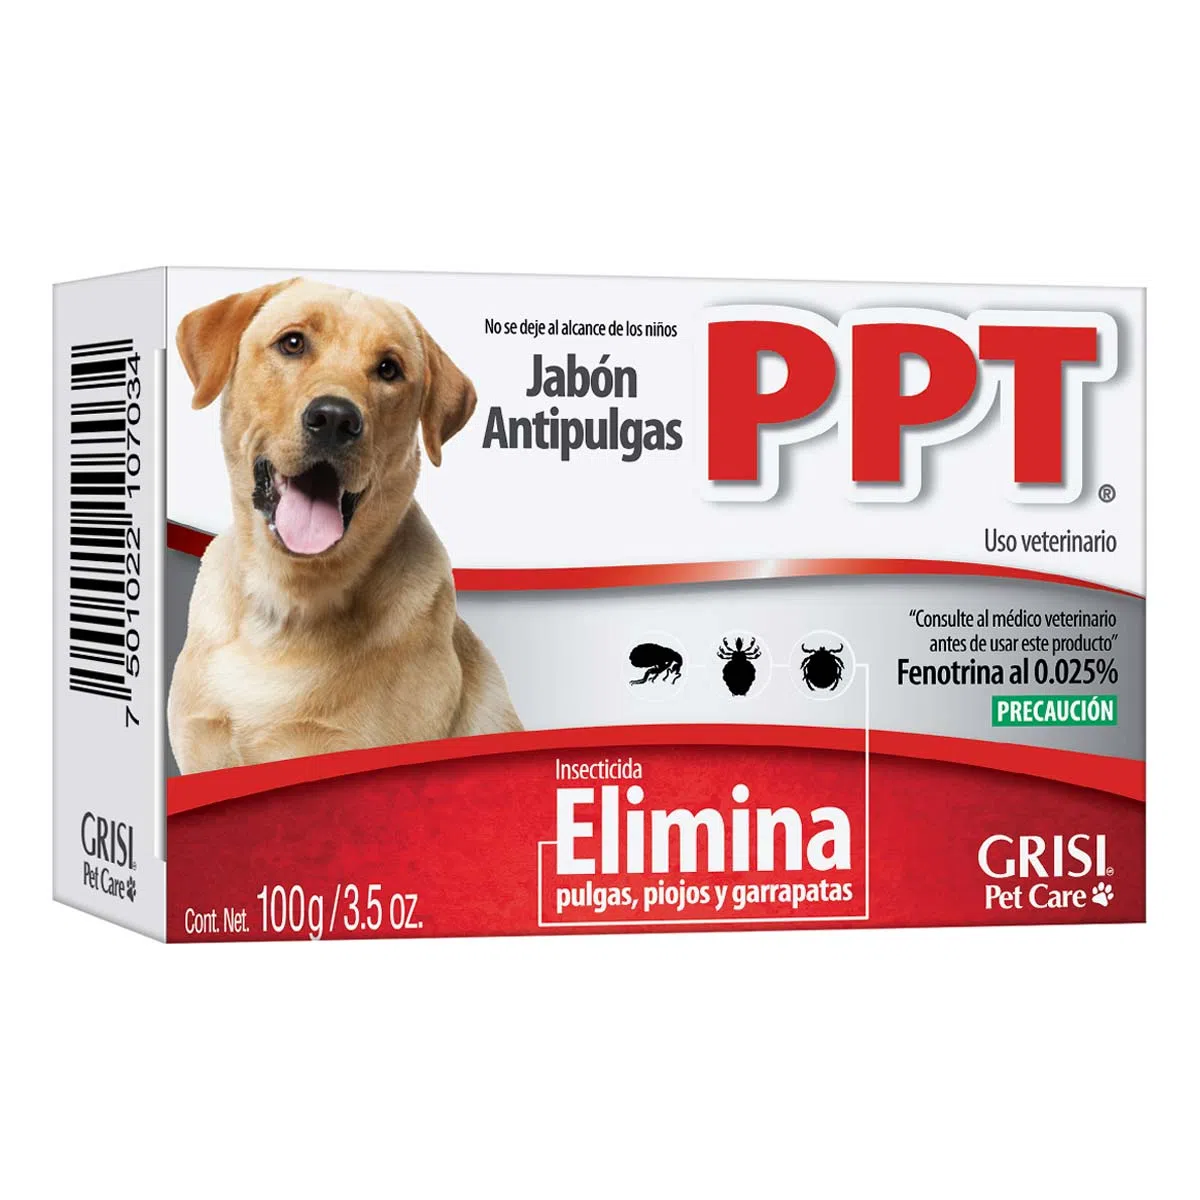 7 501022 107034
GRISI
Pet Care
No se deje al alcance de los niños
Jabón
Antipulgas
PPT®
Uso veterinario
"Consulte al médico veterinario
antes de usar este producto"
Fenotrina al 0.025%
PRECAUCIÓN
Insecticida
Elimina
pulgas, piojos y garrapatas
Cont. Net. 100g/3.5 oz.
GRISI
Pet Care